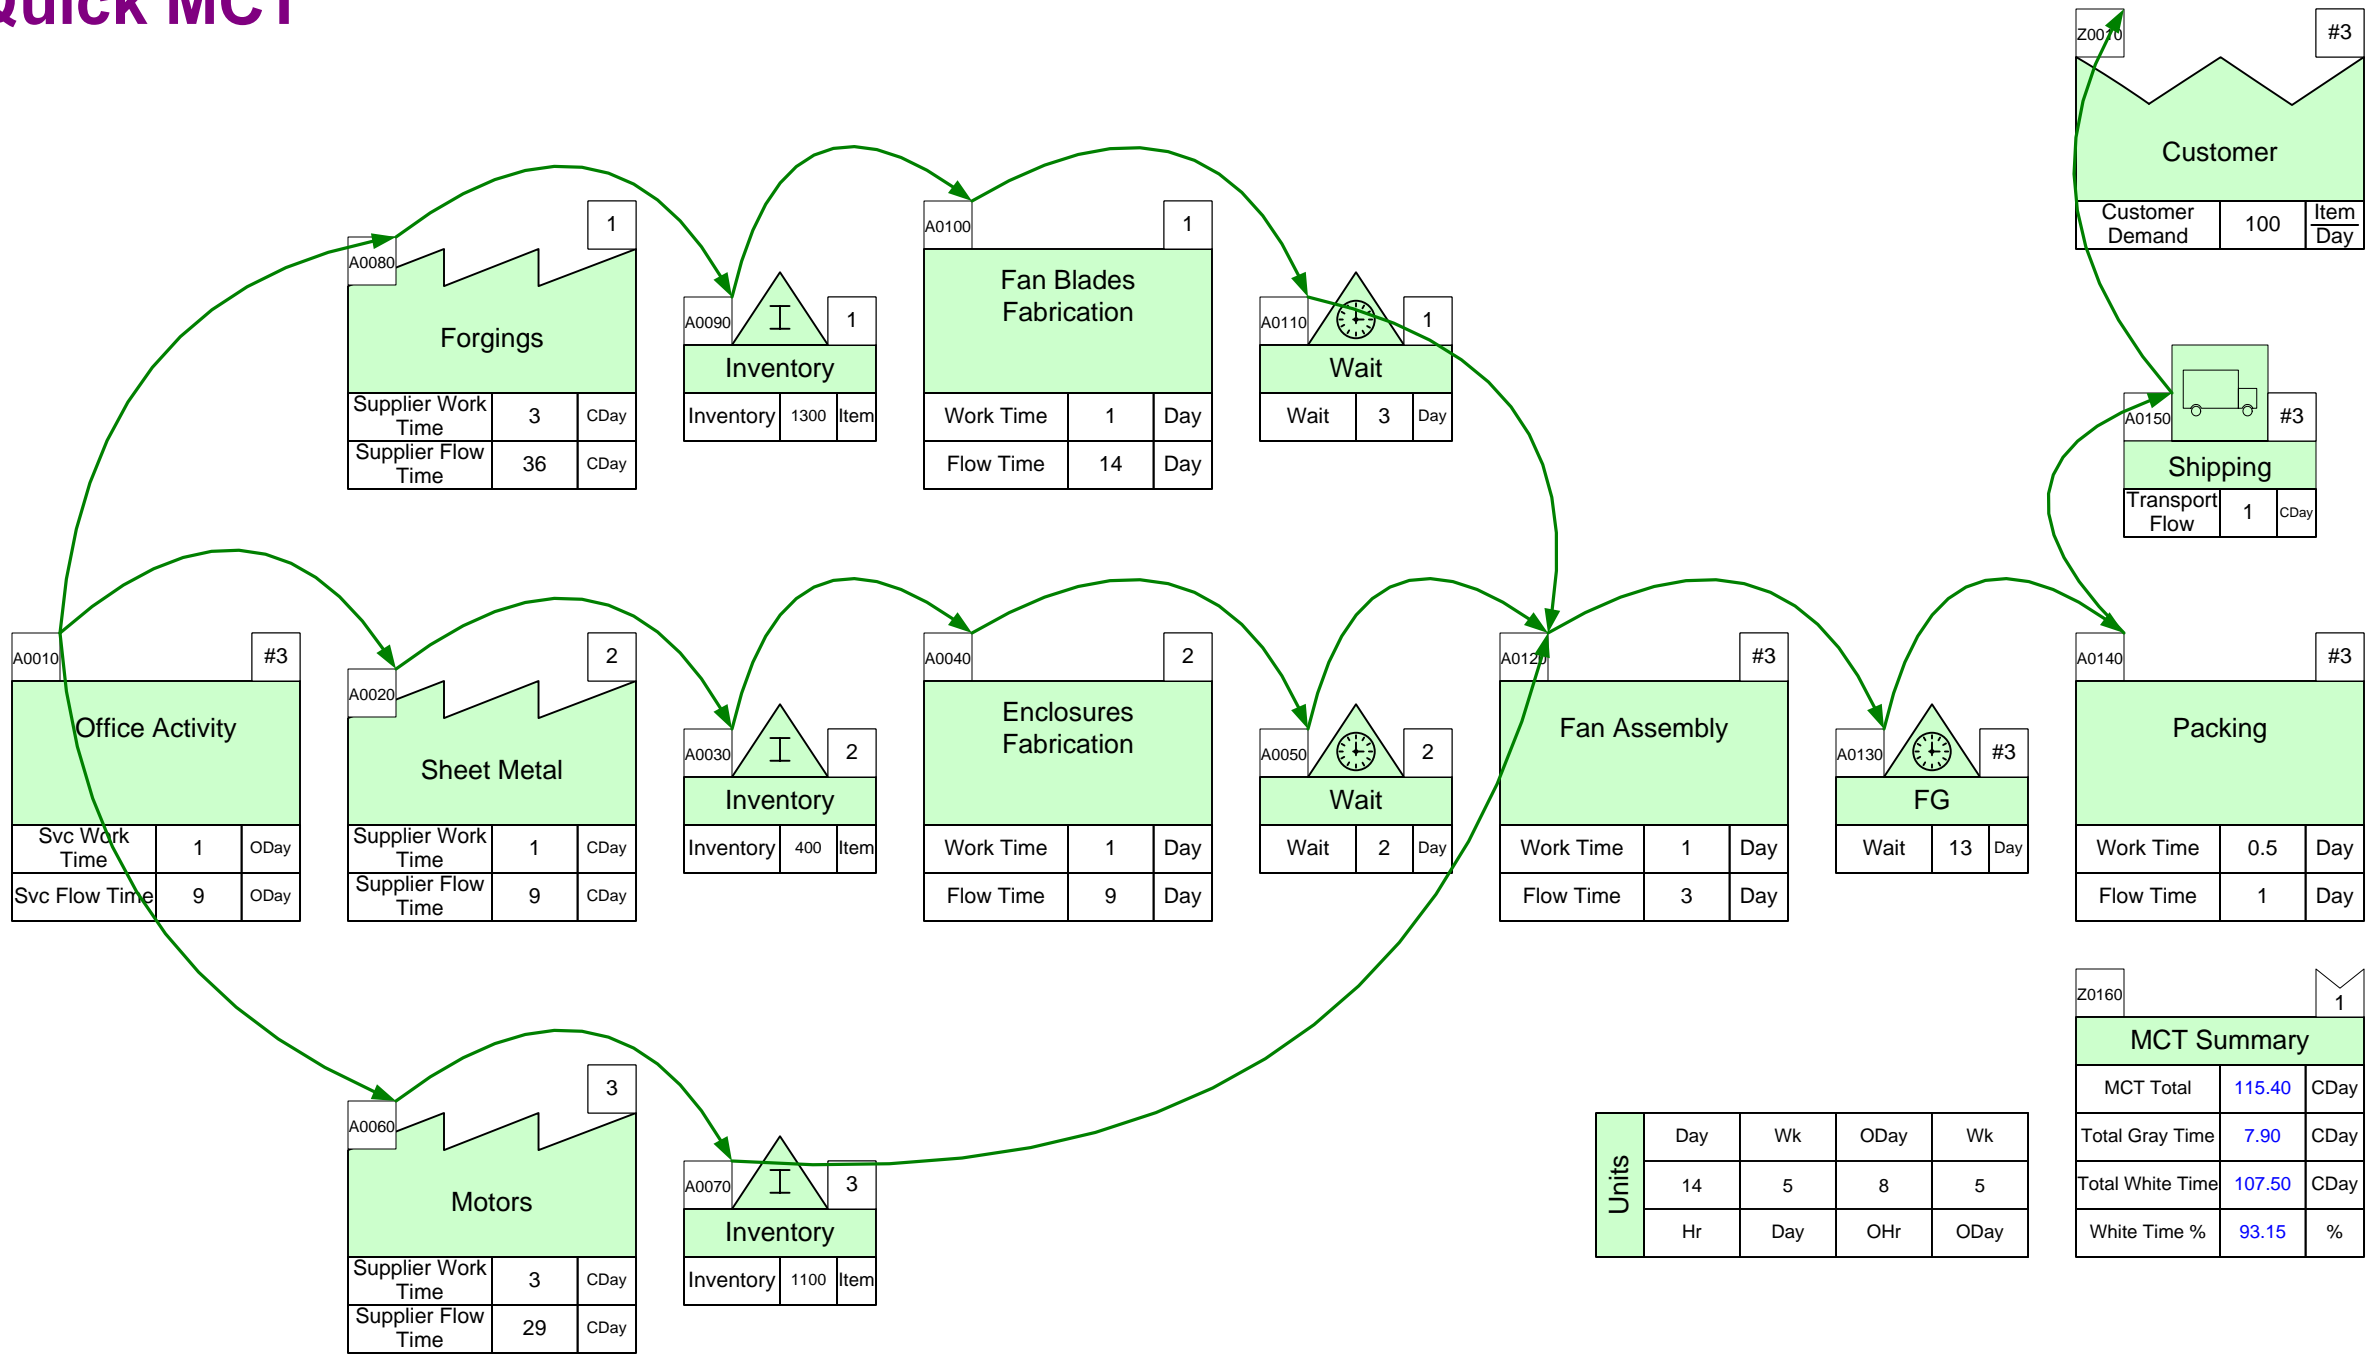 Quick MCT
Z0010
#3
Customer
Customer
Demand
100
Item
Day
A0080
1
Forgings
Supplier Work
Time
3
CDay
Supplier Flow
Time
36
CDay
A0090
1
Inventory
Inventory
1300
Item
A0100
1
Fan Blades
Fabrication
Work Time
1
Day
Flow Time
14
Day
A0110
1
Wait
Wait
3
Day
A0150
#3
Shipping
Transport
Flow
1
CDay
A0010
#3
Office Activity
Svc Work
Time
1
ODay
Svc Flow Time
9
ODay
A0020
2
Sheet Metal
Supplier Work
Time
1
CDay
Supplier Flow
Time
9
CDay
A0030
2
Inventory
Inventory
400
Item
A0040
2
Enclosures
Fabrication
Work Time
1
Day
Flow Time
9
Day
A0050
2
Wait
Wait
2
Day
A0120
#3
Fan Assembly
Work Time
1
Day
Flow Time
3
Day
A0130
#3
FG
Wait
13
Day
A0140
#3
Packing
Work Time
0.5
Day
Flow Time
1
Day
A0060
3
Motors
Supplier Work
Time
3
CDay
Supplier Flow
Time
29
CDay
A0070
3
Inventory
Inventory
1100
Item
Units
Day Wk ODay Wk
14 5 8 5
Hr Day OHr ODay
Z0160
1
MCT Summary
MCT Total 115.40 CDay
Total Gray Time 7.90 CDay
Total White Time 107.50 CDay
White Time % 93.15 %